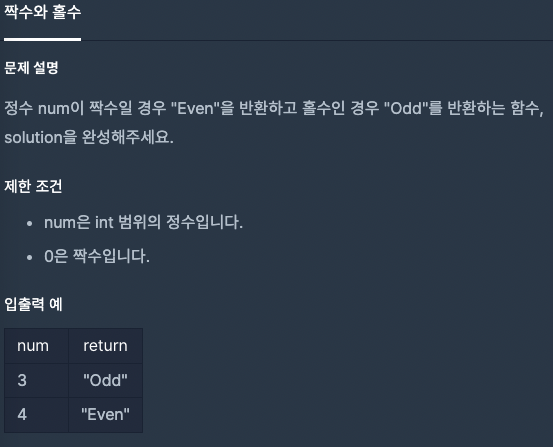 짝수와 홀수
문제 설명
정수 num이 짝수일 경우 "Even"을 반환하고 홀수인 경우 "Odd"를 반환하는 함수,
solution을 완성해주세요.
제한 조건
• num은 int 범위의 정수입니다.
• 0은 짝수입니다.
입출력 예
num return
3 "Odd"
4 "Even"